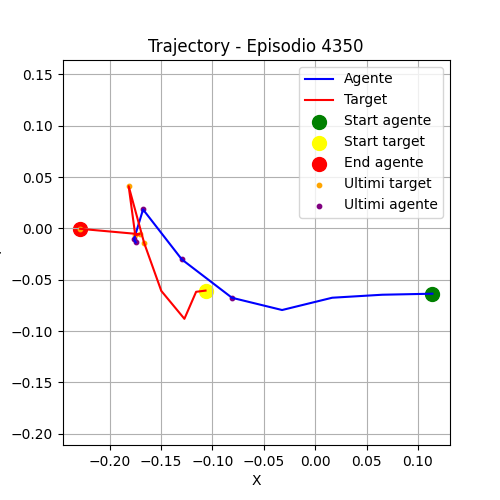 Trajectory - Episodio 4350
Agente
Target
Start agente
Start target
End agente
Ultimi target
Ultimi agente
0.15
0.10
0.05
0.00
−0.05
−0.10
−0.15
−0.20
−0.20
−0.15
−0.10
−0.05
0.00
0.05
0.10
X